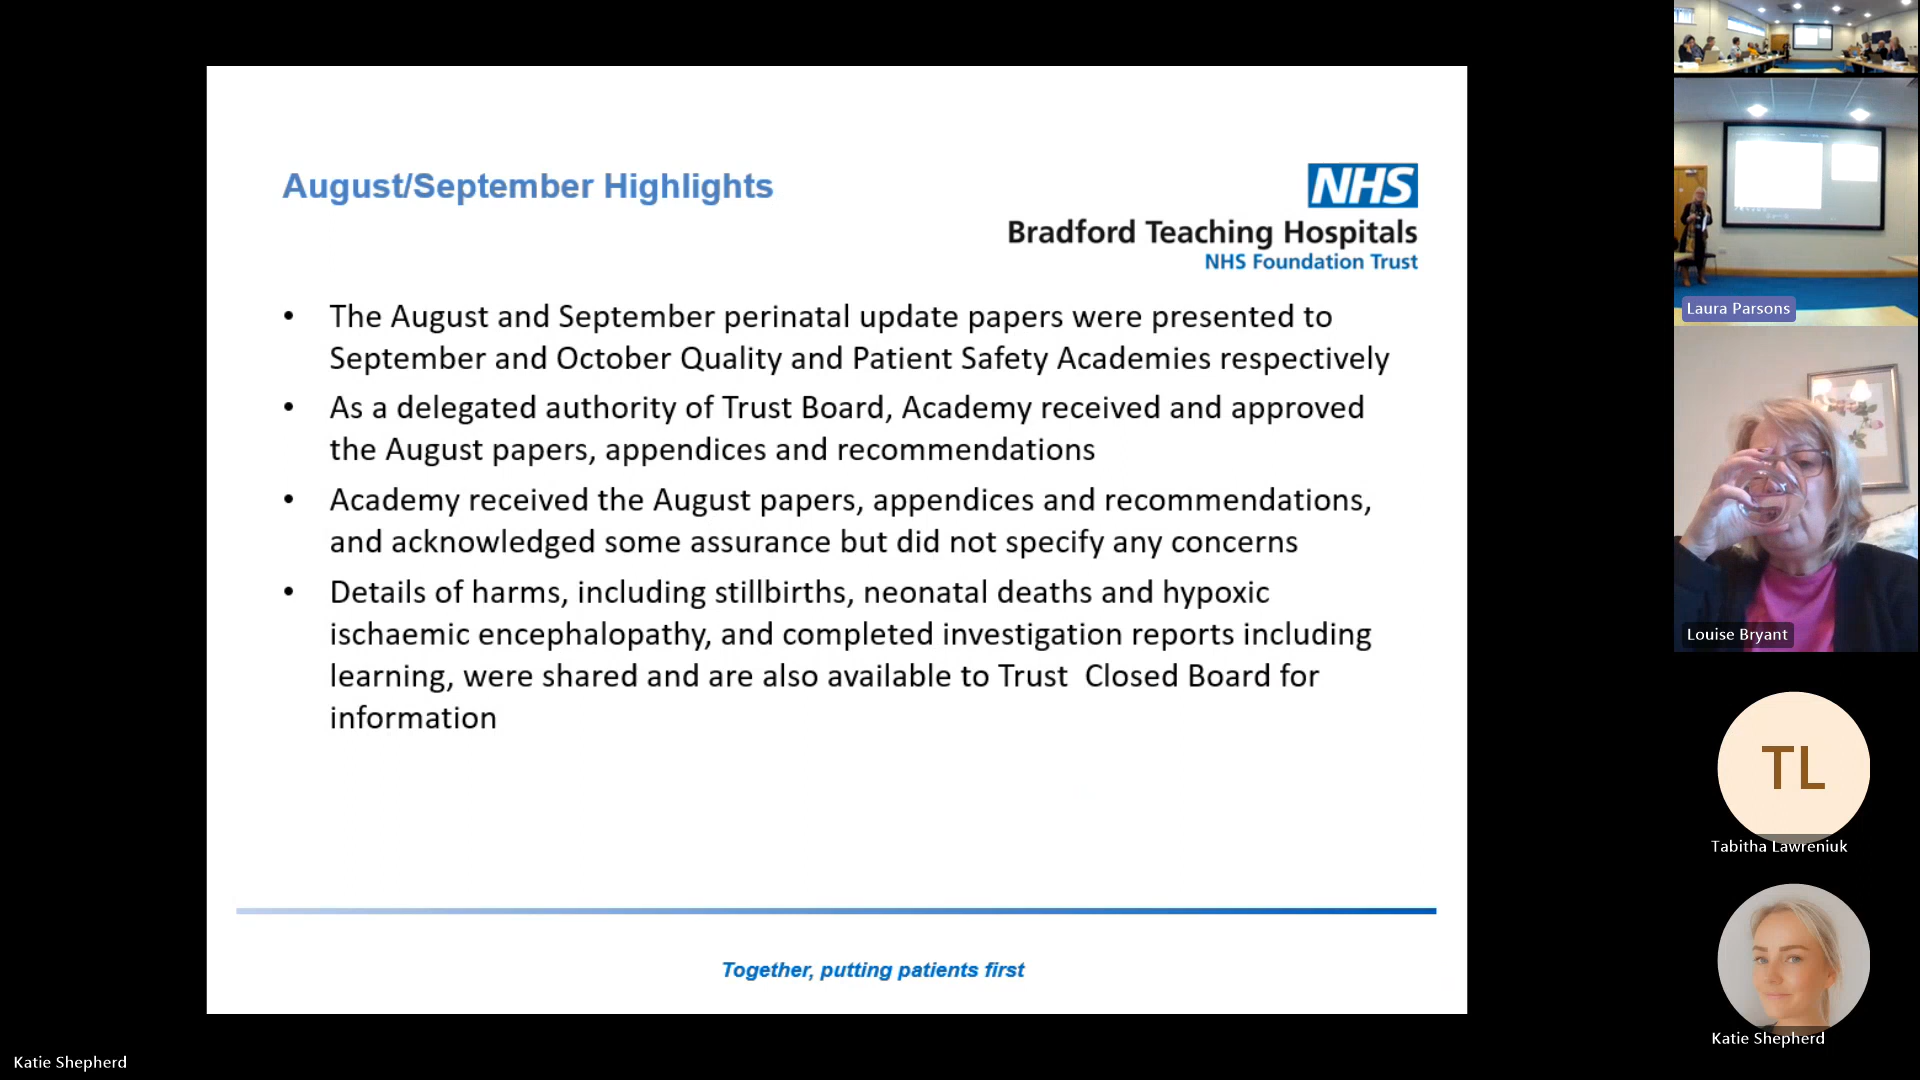 August/September Highlights
NHS
Bradford Teaching Hospitals
NHS Foundation Trust
• The August and September perinatal update papers were presented to
September and October Quality and Patient Safety Academies respectively
• As a delegated authority of Trust Board, Academy received and approved
the August papers, appendices and recommendations
• Academy received the August papers, appendices and recommendations,
and acknowledged some assurance but did not specify any concerns
• Details of harms, including stillbirths, neonatal deaths and hypoxic
ischaemic encephalopathy, and completed investigation reports including
learning, were shared and are also available to Trust  Closed Board for
information
Together, putting patients first
Katie Shepherd
Laura Parsons
Louise Bryant
TL
Tabitha Lawreniuk
Katie Shepherd